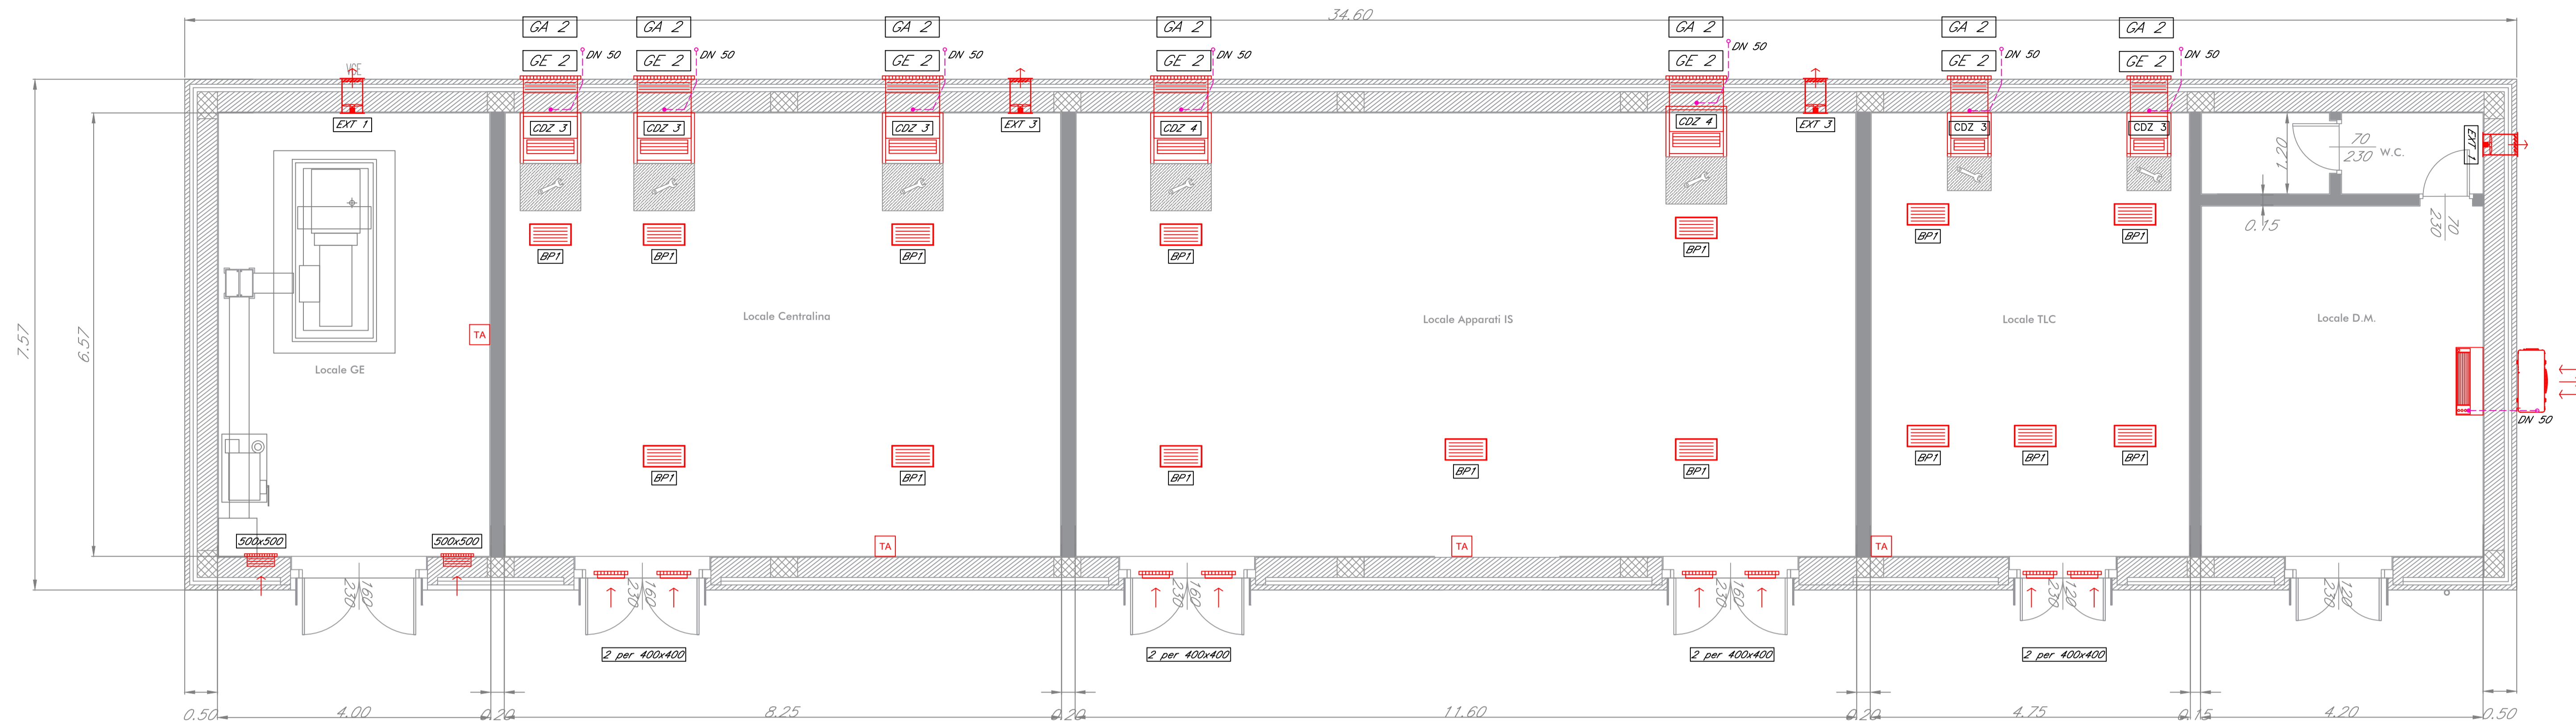 34.60
GA 2
GA 2
GA 2
GA 2
GA 2
GA 2
GA 2
GE 2
DN 50
GE 2
DN 50
GE 2
DN 50
GE 2
DN 50
GE 2
DN 50
GE 2
DN 50
GE 2
DN 50
EXT 1
CDZ 3
CDZ 3
CDZ 3
EXT 3
CDZ 4
CDZ 4
EXT 3
CDZ 3
CDZ 3
EXT 1
1.20
70
230
W.C.
0.15
70
230
BP1
BP1
BP1
BP1
BP1
BP1
BP1
7.57
6.57
TA
Locale GE
Locale Centralina
Locale Apparati IS
Locale TLC
Locale D.M.
DN 50
BP1
BP1
BP1
BP1
BP1
BP1
BP1
BP1
500x500
500x500
TA
TA
TA
160
230
160
230
160
230
160
230
120
230
120
230
2 per 400x400
2 per 400x400
2 per 400x400
2 per 400x400
0.50
4.00
0.20
8.25
0.20
11.60
0.20
4.75
0.15
4.20
0.50